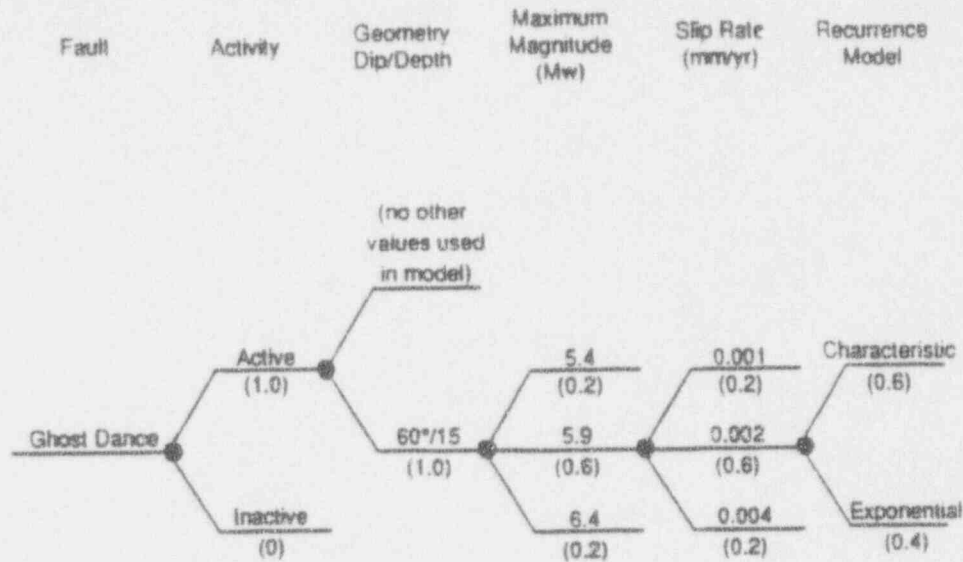 Fault
Activity
Geometry
Dip/Depth
Maximum
Magnitude
(Mw)
Slip Rate
(mm/yr)
Recurrence
Model
(no other
values used
in model)
Active
(1.0)
5.4
(0.2)
0.001
(0.2)
Characteristic
(0.6)
Ghost Dance
60°/15
(1.0)
5.9
(0.6)
0.002
(0.6)
Inactive
(0)
6.4
(0.2)
0.004
(0.2)
Exponential
(0.4)